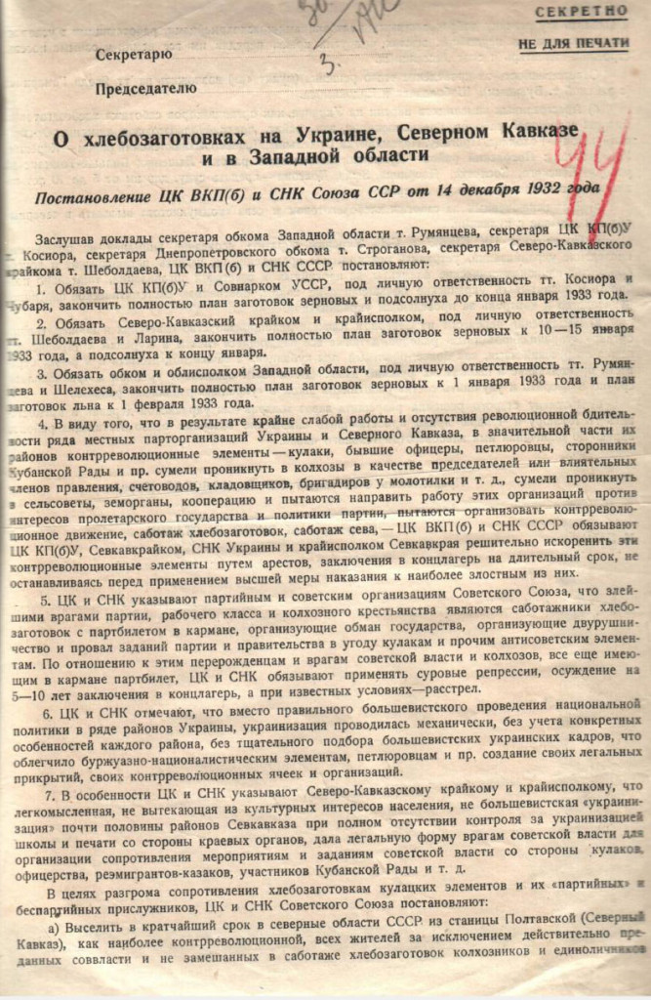 СЕКРЕТНО
НЕ ДЛЯ ПЕЧАТИ
3.
Секретарю
Председателю
О хлебозаготовках на Украине, Северном Кавказе
и в Западной области
44
Постановление ЦК ВКП(б) и СНК Союза ССР от 14 декабря 1932 года
Заслушав доклады секретаря обкома Западной области т. Румянцева, секретаря ЦК КП(б)У
т. Косиора, секретаря Днепропетровского обкома т. Строганова, секретаря Северо-Кавказского
крайкома т. Шеболдаева, ЦК ВКП(б) и СНК СССР постановляют:
1. Обязать ЦК КП(б)У и Совнарком УССР, под личную ответственность тт. Косиора и
Чубаря, закончить полностью план заготовок зерновых и подсолнуха до конца января 1933 года.
2. Обязать Северо-Кавказский крайком и крайисполком, под личную ответственность
тт. Шеболдаева и Ларина, закончить полностью план заготовок зерновых к 10—15 января
1933 года, а подсолнуха к концу января.
3. Обязать обком и облисполком Западной области, под личную ответственность тт. Румян-
цева и Шелехеса, закончить полностью план заготовок зерновых к 1 января 1933 года и план
заготовок льна к 1 февраля 1933 года.
4. В виду того, что в результате крайне слабой работы и отсутствия революционной бдитель-
ности ряда местных парторганизаций Украины и Северного Кавказа, в значительной части их
районов контрреволюционные элементы — кулаки, бывшие офицеры, петлюровцы, сторонники
Кубанской Рады и пр. сумели проникнуть в колхозы в качестве председателей или влиятельных
членов правления, счетоводов, кладовщиков, бригадиров у молотилки и т. д., сумели проникнуть
в сельсоветы, земорганы, кооперацию и пытаются направить работу этих организаций против
интересов пролетарского государства и политики партии, пытаются организовать контрреволю-
ционное движение, саботаж хлебозаготовок, саботаж сева, — ЦК ВКП(б) и СНК СССР обязывают
ЦК КП(б)У, Севкавкрайком, СНК Украины и крайисполком Севкавкрая решительно искоренить эти
контрреволюционные элементы путем арестов, заключения в концлагерь на длительный срок, не
останавливаясь перед применением высшей меры наказания к наиболее злостным из них.
5. ЦК и СНК указывают партийным и советским организациям Советского Союза, что злей-
шими врагами партии, рабочего класса и колхозного крестьянства являются саботажники хлебо-
заготовок с партбилетом в кармане, организующие обман государства, организующие двурушни-
чество и провал заданий партии и правительства в угоду кулакам и прочим антисоветским элемен-
там. По отношению к этим перерожденцам и врагам советской власти и колхозов, все еще имею-
щим в кармане партбилет, ЦК и СНК обязывают применять суровые репрессии, осуждение на
5—10 лет заключения в концлагерь, а при известных условиях—расстрел.
6. ЦК и СНК отмечают, что вместо правильного большевистского проведения национальной
политики в ряде районов Украины, украинизация проводилась механически, без учета конкретных
особенностей каждого района, без тщательного подбора большевистских украинских кадров, что
облегчило буржуазно-националистическим элементам, петлюровцам и пр. создание своих легальных
прикрытий, своих контрреволюционных ячеек и организаций.
7. В особенности ЦК и СНК указывают Северо-Кавказскому крайкому и крайисполкому, что
легкомысленная, не вытекающая из культурных интересов населения, не большевистская «украини-
зация» почти половины районов Севкавказа при полном отсутствии контроля за украинизацией
школы и печати со стороны краевых органов, дала легальную форму врагам советской власти для
организации сопротивления мероприятиям и заданиям советской власти со стороны кулаков,
офицерства, реэмигрантов-казаков, участников Кубанской Рады и т. д.
В целях разгрома сопротивления хлебозаготовкам кулацких элементов и их «партийных» и
беспартийных прислужников, ЦК и СНК Советского Союза постановляют:
а) Выселить в кратчайший срок в северные области СССР из станицы Полтавской (Северный
Кавказ), как наиболее контрреволюционной, всех жителей за исключением действительно пре-
данных соввласти и не замешанных в саботаже хлебозаготовок колхозников и единоличников